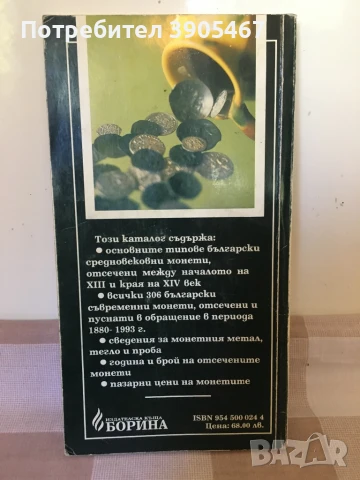 Потребител 3905467
Този каталог съдържа:
● основните типове български
средновековни монети,
отсечени между началото на
XIII и края на XIV век
● всички 306 български
съвременни монети, отсечени и
пуснати в обращение в периода
1880- 1993 г.
● сведения за монетния метал,
тегло и проба
● година и брой на отсечените
монети
● пазарни цени на монетите
ИЗДАТЕЛСКА КЪЩА
БОРИНА
ISBN 954 500 024 4
Цена: 68.00 лв.
BAZAR